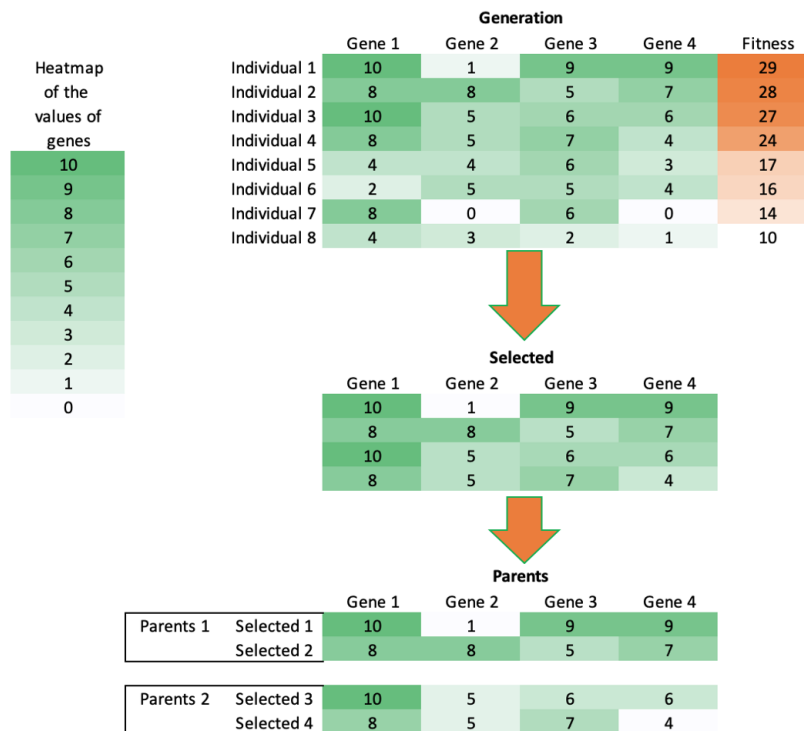 Generation
Gene 1 Gene 2 Gene 3 Gene 4 Fitness
Individual 1 10 1 9 9 29
Individual 2 8 8 5 7 28
Individual 3 10 5 6 6 27
Individual 4 8 5 7 4 24
Individual 5 4 4 6 3 17
Individual 6 2 5 5 4 16
Individual 7 8 0 6 0 14
Individual 8 4 3 2 1 10
Heatmap
of the
values of
genes
10
9
8
7
6
5
4
3
2
1
0
Selected
Gene 1 Gene 2 Gene 3 Gene 4
10 1 9 9
8 8 5 7
10 5 6 6
8 5 7 4
Parents
Gene 1 Gene 2 Gene 3 Gene 4
Parents 1 Selected 1 10 1 9 9
Selected 2 8 8 5 7
Parents 2 Selected 3 10 5 6 6
Selected 4 8 5 7 4